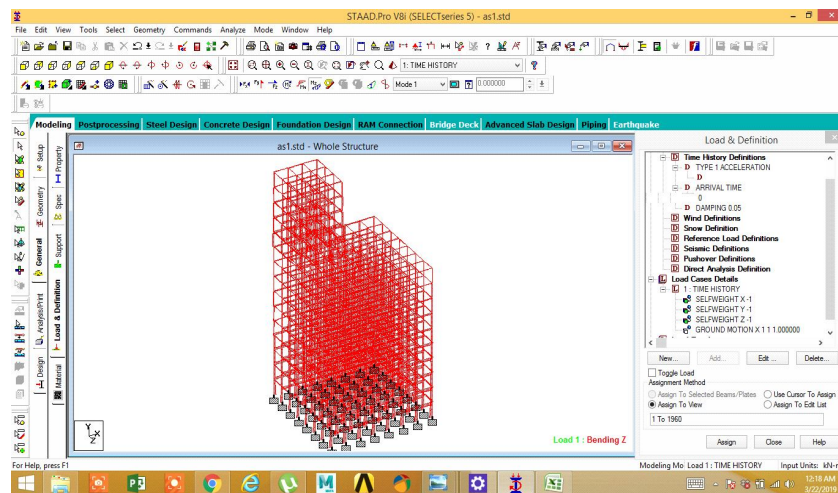 STAAD.Pro V8i (SELECTseries 5) - as1.std
File Edit View Tools Select Geometry Commands Analyze Mode Window Help
1: TIME HISTORY
Mode 1
0.000000
Modeling Postprocessing Steel Design Concrete Design Foundation Design RAM Connection Bridge Deck Advanced Slab Design Piping Earthquake
Setup
Geometry
General
Analysis/Print
Design
Property
Spec
Support
Load & Definition
Material
as1.std - Whole Structure
Y
X
Z
Load 1 : Bending Z
Load & Definition
Time History Definitions
TYPE 1 ACCELERATION
D
ARRIVAL TIME
0
DAMPING 0.05
Wind Definitions
Snow Definition
Reference Load Definitions
Seismic Definitions
Pushover Definitions
Direct Analysis Definition
Load Cases Details
1 : TIME HISTORY
SELFWEIGHT X -1
SELFWEIGHT Y -1
SELFWEIGHT Z -1
GROUND MOTION X 1 1 1.000000
New... Add... Edit ... Delete...
Toggle Load
Assignment Method
Assign To Selected Beams/Plates Use Cursor To Assign
Assign To View Assign To Edit List
1 To 1960
Assign Close Help
For Help, press F1
Modeling Mo Load 1 : TIME HISTORY Input Units: kN-r
12:18 AM
3/22/2019